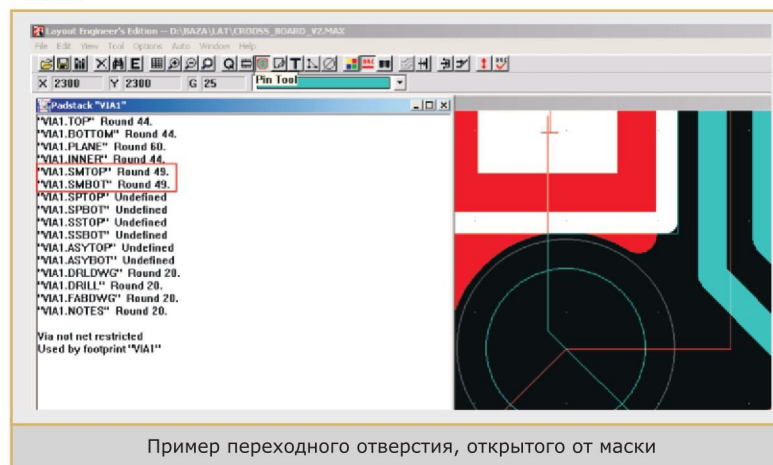 Layout Engineer's Edition -- D:\BAZA\LAT\CROOSS_BOARD_V2.MAX
File Edit View Tool Options Auto Window Help
X 2300 Y 2300 G 25 Pin Tool
Padstack "VIA1"
"VIA1.TOP" Round 44.
"VIA1.BOTTOM" Round 44.
"VIA1.PLANE" Round 60.
"VIA1.INNER" Round 44.
"VIA1.SMTOP" Round 49.
"VIA1.SMBOT" Round 49.
"VIA1.SPTOP" Undefined
"VIA1.SPBOT" Undefined
"VIA1.SSTOP" Undefined
"VIA1.SSBOT" Undefined
"VIA1.ASYTOP" Undefined
"VIA1.ASYBOT" Undefined
"VIA1.DRLDWG" Round 20.
"VIA1.DRILL" Round 20.
"VIA1.FABDWG" Round 20.
"VIA1.NOTES" Round 20.
Via not net restricted
Used by footprint "VIA1"
Пример переходного отверстия, открытого от маски